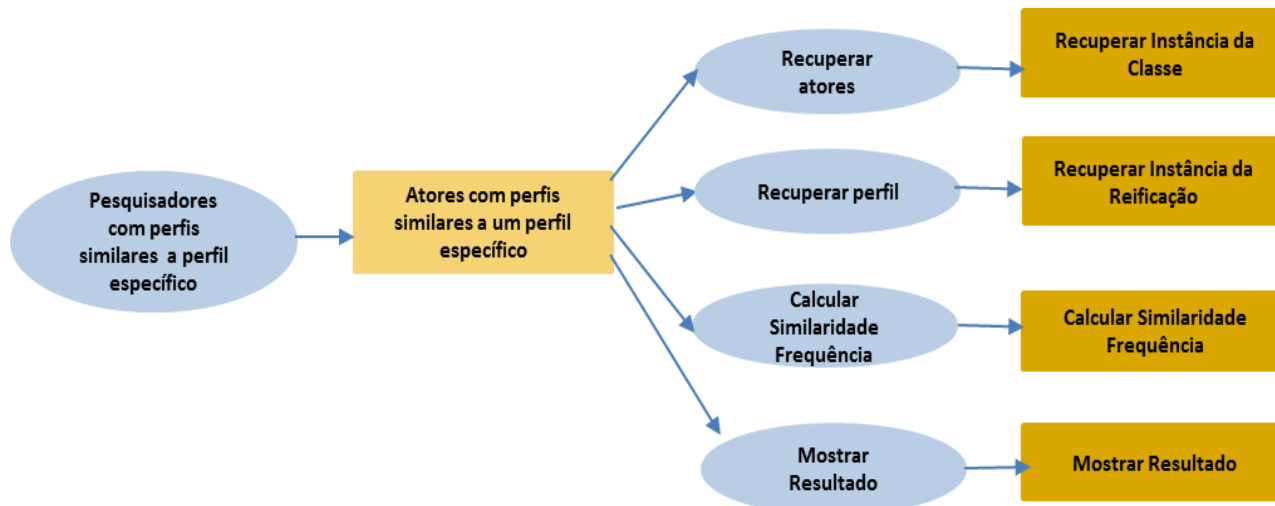 Pesquisadores
com perfis
similares a perfil
específico
Atores com perfis
similares a um perfil
específico
Recuperar
atores
Recuperar Instância da
Classe
Recuperar perfil
Recuperar Instância da
Reificação
Calcular
Similaridade
Frequência
Calcular Similaridade
Frequência
Mostrar
Resultado
Mostrar Resultado